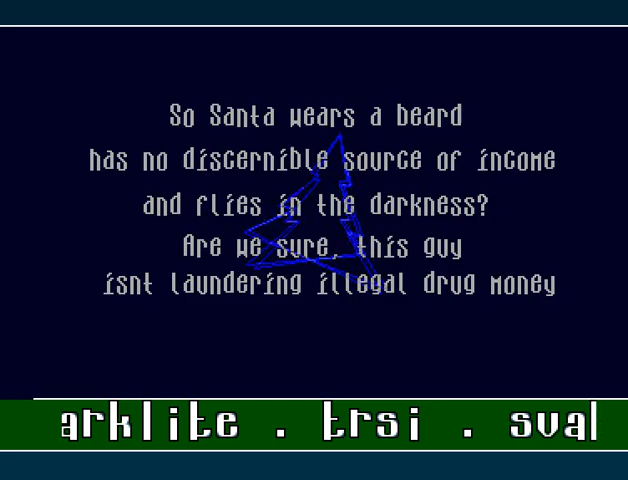 So Santa wears a beard
has no discernible source of income
and flies in the darkness?
Are we sure, this guy
isnt laundering illegal drug money
arklite . trsi . sval